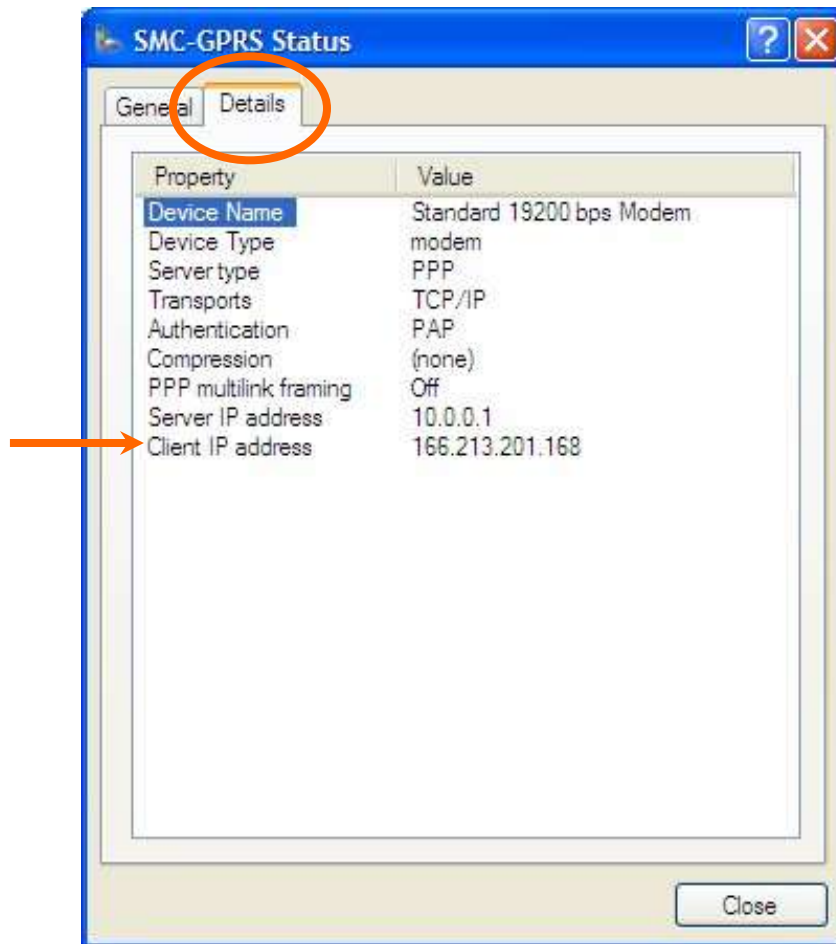 SMC-GPRS Status
General Details
Property Value
Device Name Standard 19200 bps Modem
Device Type modem
Server type PPP
Transports TCP/IP
Authentication PAP
Compression (none)
PPP multilink framing Off
Server IP address 10.0.0.1
Client IP address 166.213.201.168
Close